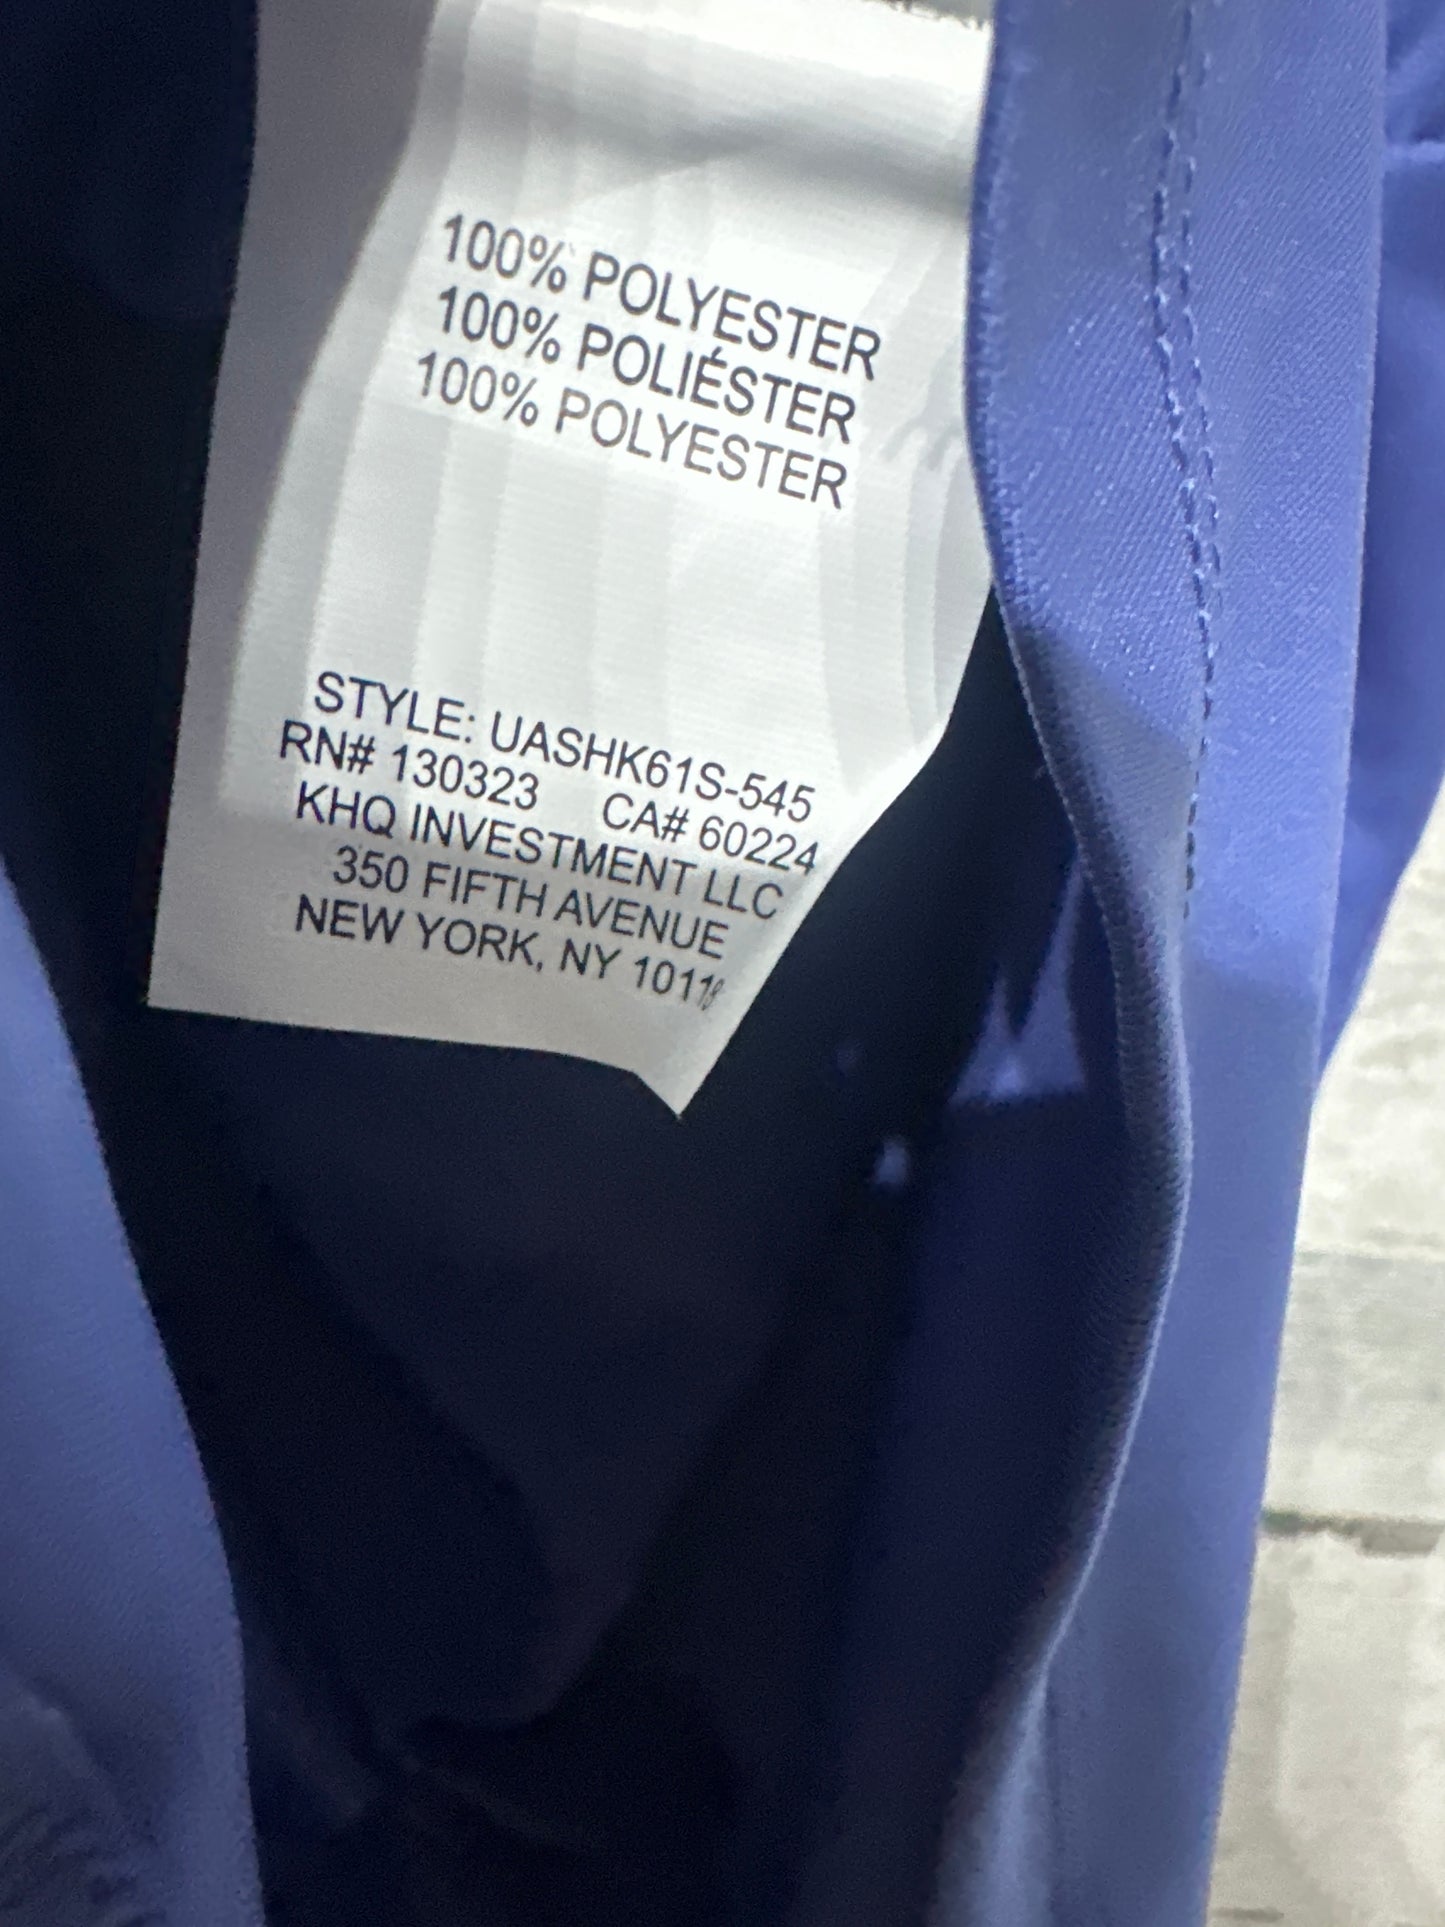 100% POLYESTER
100% POLIÉSTER
100% POLYESTER
STYLE: UASHK61S-545
RN# 130323 CA# 60224
KHQ INVESTMENT LLC
350 FIFTH AVENUE
NEW YORK, NY 10118